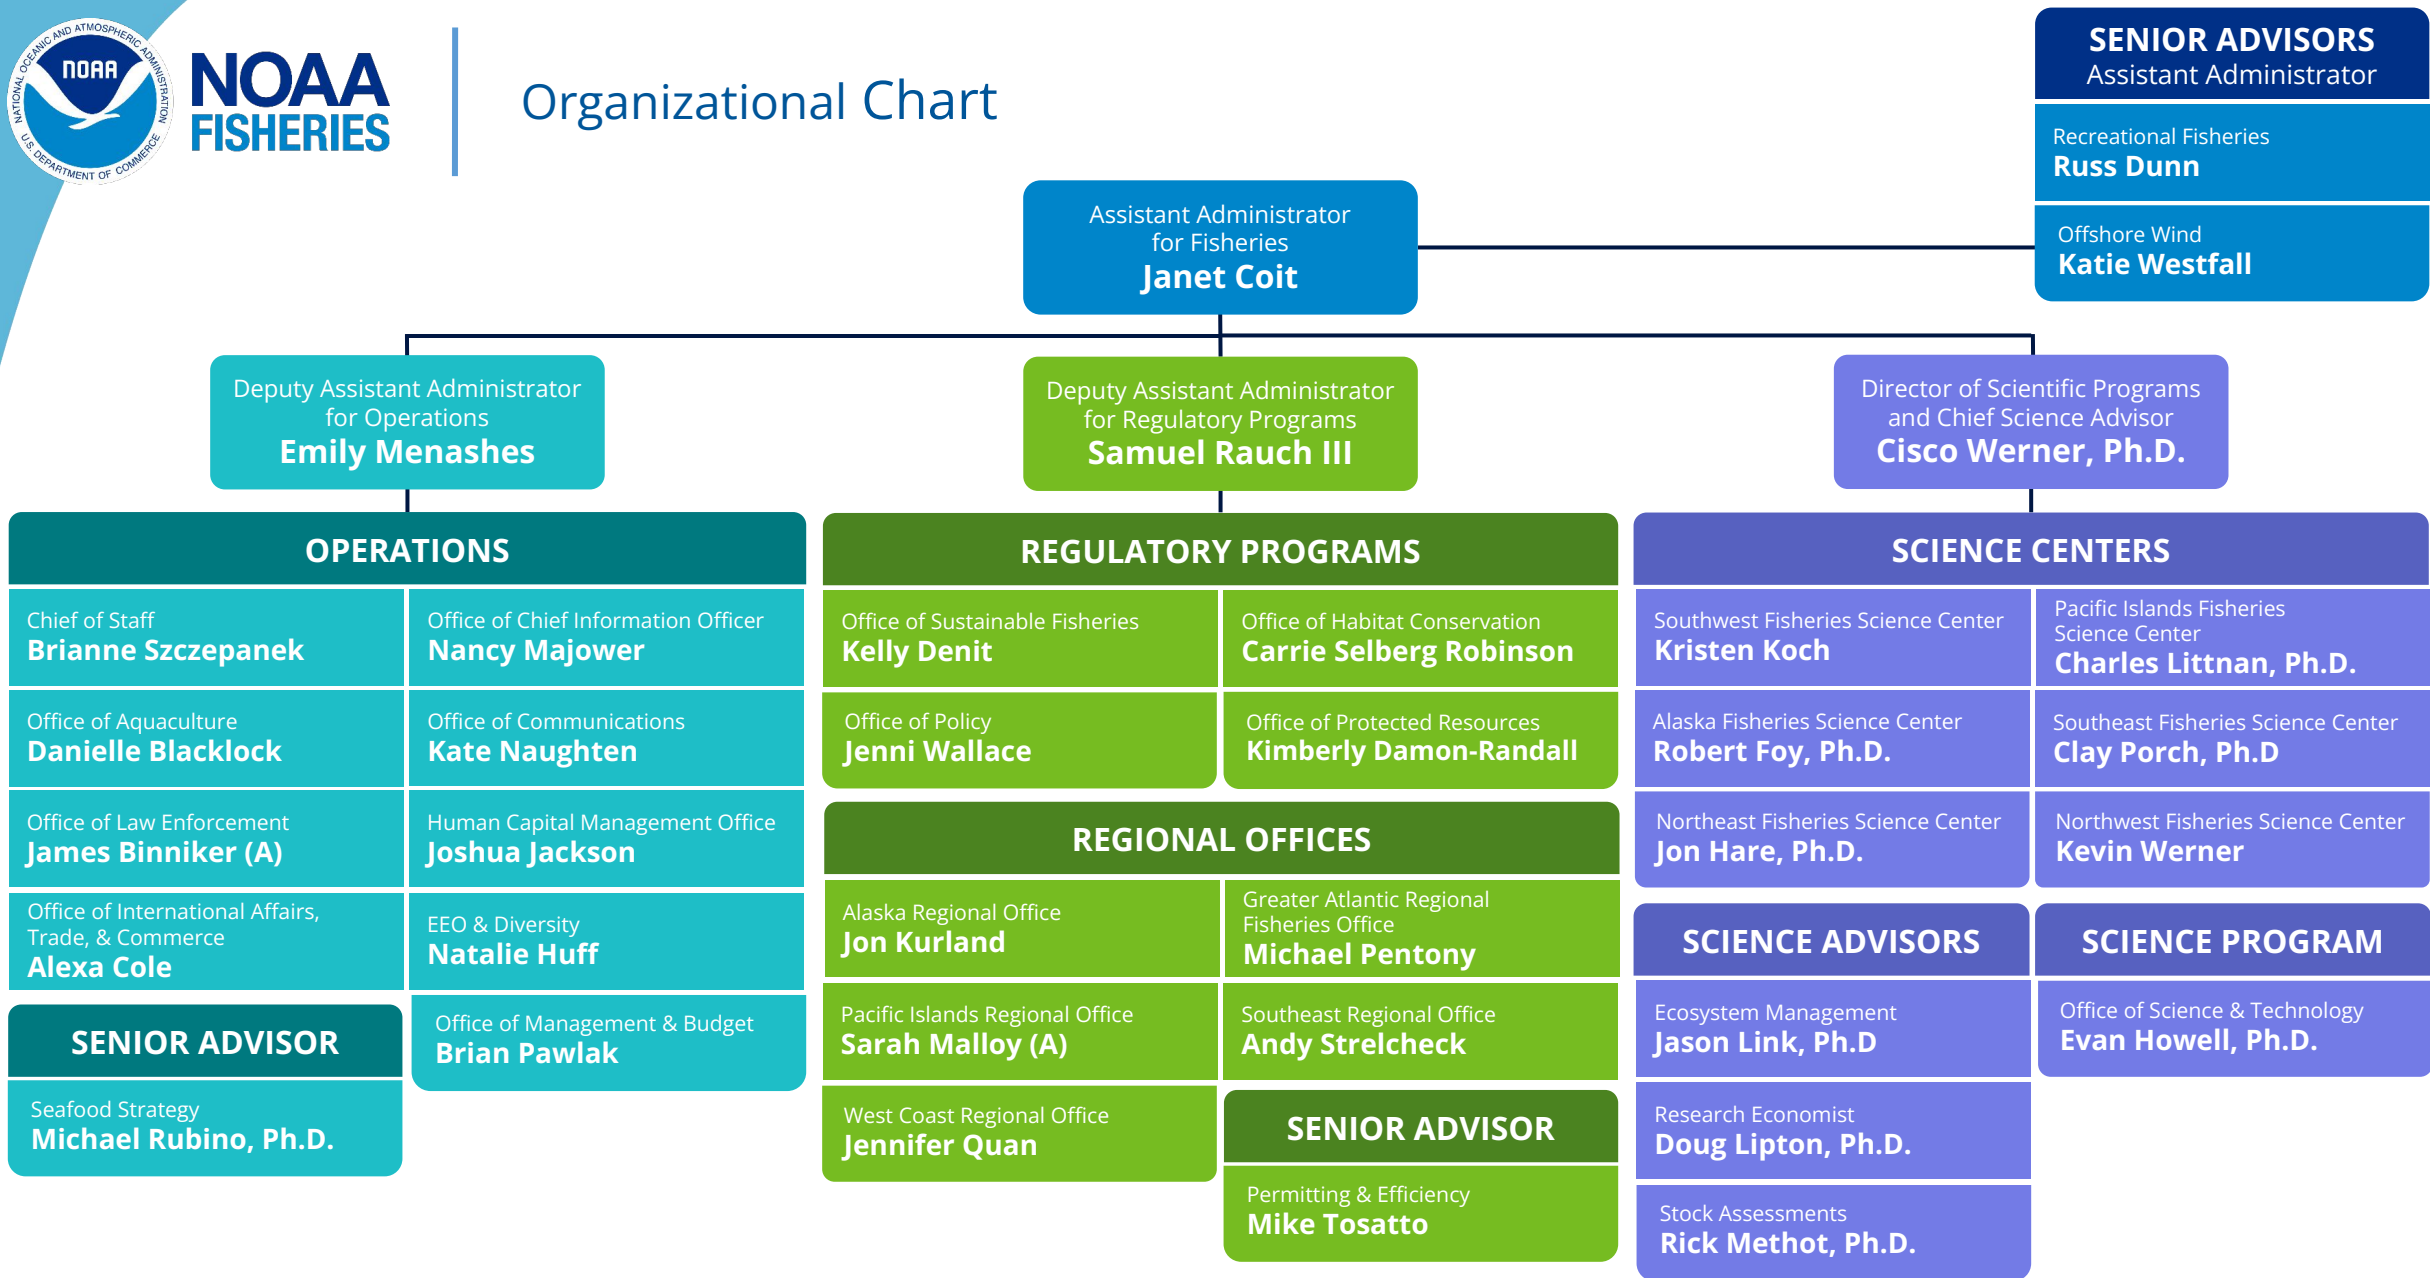 NATIONAL OCEANIC AND ATMOSPHERIC ADMINISTRATION
U.S. DEPARTMENT OF COMMERCE
NOAA
NOAA
FISHERIES
Organizational Chart
SENIOR ADVISORS
Assistant Administrator
Recreational Fisheries
Russ Dunn
Offshore Wind
Katie Westfall
Assistant Administrator
for Fisheries
Janet Coit
Deputy Assistant Administrator
for Operations
Emily Menashes
Deputy Assistant Administrator
for Regulatory Programs
Samuel Rauch III
Director of Scientific Programs
and Chief Science Advisor
Cisco Werner, Ph.D.
OPERATIONS
Chief of Staff
Brianne Szczepanek
Office of Chief Information Officer
Nancy Majower
Office of Aquaculture
Danielle Blacklock
Office of Communications
Kate Naughten
Office of Law Enforcement
James Binniker (A)
Human Capital Management Office
Joshua Jackson
Office of International Affairs,
Trade, & Commerce
Alexa Cole
EEO & Diversity
Natalie Huff
SENIOR ADVISOR
Seafood Strategy
Michael Rubino, Ph.D.
Office of Management & Budget
Brian Pawlak
REGULATORY PROGRAMS
Office of Sustainable Fisheries
Kelly Denit
Office of Habitat Conservation
Carrie Selberg Robinson
Office of Policy
Jenni Wallace
Office of Protected Resources
Kimberly Damon-Randall
REGIONAL OFFICES
Alaska Regional Office
Jon Kurland
Greater Atlantic Regional
Fisheries Office
Michael Pentony
Pacific Islands Regional Office
Sarah Malloy (A)
Southeast Regional Office
Andy Strelcheck
West Coast Regional Office
Jennifer Quan
SENIOR ADVISOR
Permitting & Efficiency
Mike Tosatto
SCIENCE CENTERS
Southwest Fisheries Science Center
Kristen Koch
Pacific Islands Fisheries
Science Center
Charles Littnan, Ph.D.
Alaska Fisheries Science Center
Robert Foy, Ph.D.
Southeast Fisheries Science Center
Clay Porch, Ph.D
Northeast Fisheries Science Center
Jon Hare, Ph.D.
Northwest Fisheries Science Center
Kevin Werner
SCIENCE ADVISORS
Ecosystem Management
Jason Link, Ph.D
Research Economist
Doug Lipton, Ph.D.
Stock Assessments
Rick Methot, Ph.D.
SCIENCE PROGRAM
Office of Science & Technology
Evan Howell, Ph.D.